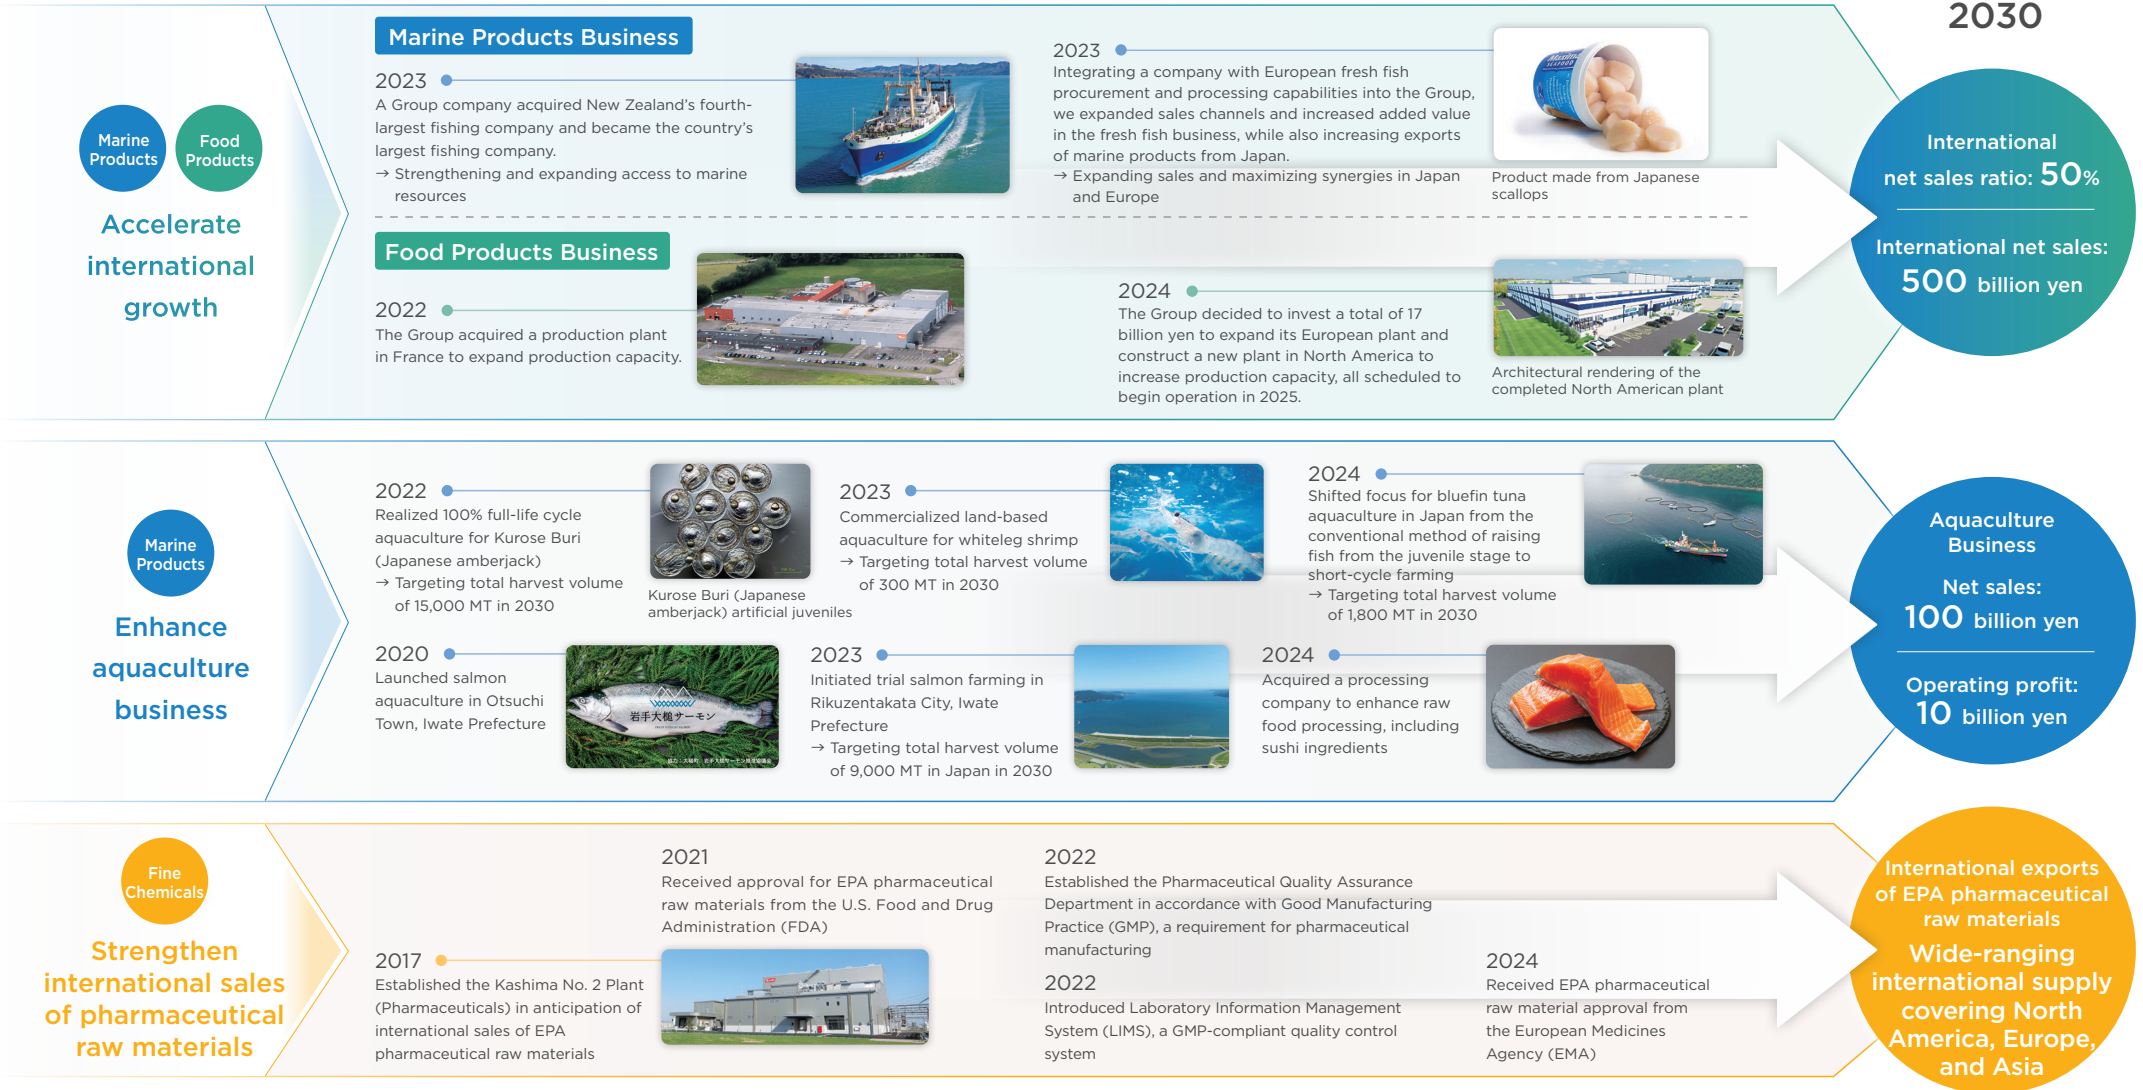 2030
Marine
Products
Food
Products
Accelerate
international
growth
Marine Products Business
2023
A Group company acquired New Zealand's fourth-
largest fishing company and became the country's
largest fishing company.
→ Strengthening and expanding access to marine
resources
2023
Integrating a company with European fresh fish
procurement and processing capabilities into the Group,
we expanded sales channels and increased added value
in the fresh fish business, while also increasing exports
of marine products from Japan.
→ Expanding sales and maximizing synergies in Japan
and Europe
Product made from Japanese
scallops
Food Products Business
2022
The Group acquired a production plant
in France to expand production capacity.
2024
The Group decided to invest a total of 17
billion yen to expand its European plant and
construct a new plant in North America to
increase production capacity, all scheduled to
begin operation in 2025.
Architectural rendering of the
completed North American plant
International
net sales ratio: 50%
International net sales:
500 billion yen
Marine
Products
Enhance
aquaculture
business
2022
Realized 100% full-life cycle
aquaculture for Kurose Buri
(Japanese amberjack)
→ Targeting total harvest volume
of 15,000 MT in 2030
Kurose Buri (Japanese
amberjack) artificial juveniles
2023
Commercialized land-based
aquaculture for whiteleg shrimp
→ Targeting total harvest volume
of 300 MT in 2030
2024
Shifted focus for bluefin tuna
aquaculture in Japan from the
conventional method of raising
fish from the juvenile stage to
short-cycle farming
→ Targeting total harvest volume
of 1,800 MT in 2030
2020
Launched salmon
aquaculture in Otsuchi
Town, Iwate Prefecture
岩手大槌サーモン
2023
Initiated trial salmon farming in
Rikuzentakata City, Iwate
Prefecture
→ Targeting total harvest volume
of 9,000 MT in Japan in 2030
2024
Acquired a processing
company to enhance raw
food processing, including
sushi ingredients
Aquaculture
Business
Net sales:
100 billion yen
Operating profit:
10 billion yen
Fine
Chemicals
Strengthen
international sales
of pharmaceutical
raw materials
2017
Established the Kashima No. 2 Plant
(Pharmaceuticals) in anticipation of
international sales of EPA
pharmaceutical raw materials
2021
Received approval for EPA pharmaceutical
raw materials from the U.S. Food and Drug
Administration (FDA)
2022
Established the Pharmaceutical Quality Assurance
Department in accordance with Good Manufacturing
Practice (GMP), a requirement for pharmaceutical
manufacturing
2022
Introduced Laboratory Information Management
System (LIMS), a GMP-compliant quality control
system
2024
Received EPA pharmaceutical
raw material approval from
the European Medicines
Agency (EMA)
International exports
of EPA pharmaceutical
raw materials
Wide-ranging
international supply
covering North
America, Europe,
and Asia